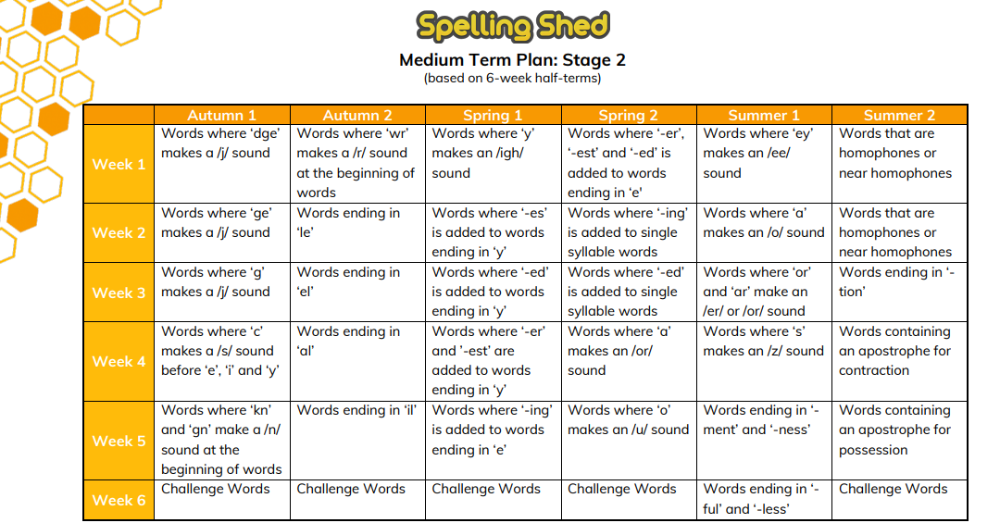 Spelling Shed
Medium Term Plan: Stage 2
(based on 6-week half-terms)
Autumn 1
Autumn 2
Spring 1
Spring 2
Summer 1
Summer 2
Week 1
Words where ‘dge’
makes a /j/ sound
Words where ‘wr’
makes a /r/ sound
at the beginning of
words
Words where ‘y’
makes an /igh/
sound
Words where ‘-er’,
‘-est’ and ‘-ed’ is
added to words
ending in ‘e'
Words where ‘ey’
makes an /ee/
sound
Words that are
homophones or
near homophones
Week 2
Words where ‘ge’
makes a /j/ sound
Words ending in
‘le’
Words where ‘-es’
is added to words
ending in ‘y’
Words where ‘-ing’
is added to single
syllable words
Words where ‘a’
makes an /o/ sound
Words that are
homophones or
near homophones
Week 3
Words where ‘g’
makes a /j/ sound
Words ending in
‘el’
Words where ‘-ed’
is added to words
ending in ‘y’
Words where ‘-ed’
is added to single
syllable words
Words where ‘or’
and ‘ar’ make an
/er/ or /or/ sound
Words ending in ‘-
tion’
Week 4
Words where ‘c’
makes a /s/ sound
before ‘e’, ‘i’ and ‘y’
Words ending in
‘al’
Words where ‘-er’
and ’-est’ are
added to words
ending in ‘y’
Words where ‘a’
makes an /or/
sound
Words where ‘s’
makes an /z/ sound
Words containing
an apostrophe for
contraction
Week 5
Words where ‘kn’
and ‘gn’ make a /n/
sound at the
beginning of words
Words ending in ‘il’
Words where ‘-ing’
is added to words
ending in ‘e’
Words where ‘o’
makes an /u/ sound
Words ending in ‘-
ment’ and ‘-ness’
Words containing
an apostrophe for
possession
Week 6
Challenge Words
Challenge Words
Challenge Words
Challenge Words
Words ending in ‘-
ful’ and ‘-less’
Challenge Words